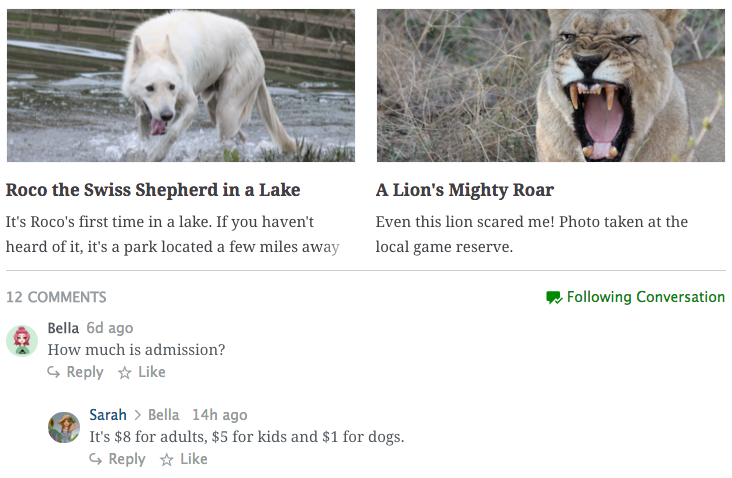 Roco the Swiss Shepherd in a Lake
It's Roco's first time in a lake. If you haven't
heard of it, it's a park located a few miles away
A Lion's Mighty Roar
Even this lion scared me! Photo taken at the
local game reserve.
12 COMMENTS
Following Conversation
Bella 6d ago
How much is admission?
Reply Like
Sarah > Bella 14h ago
It's $8 for adults, $5 for kids and $1 for dogs.
Reply Like